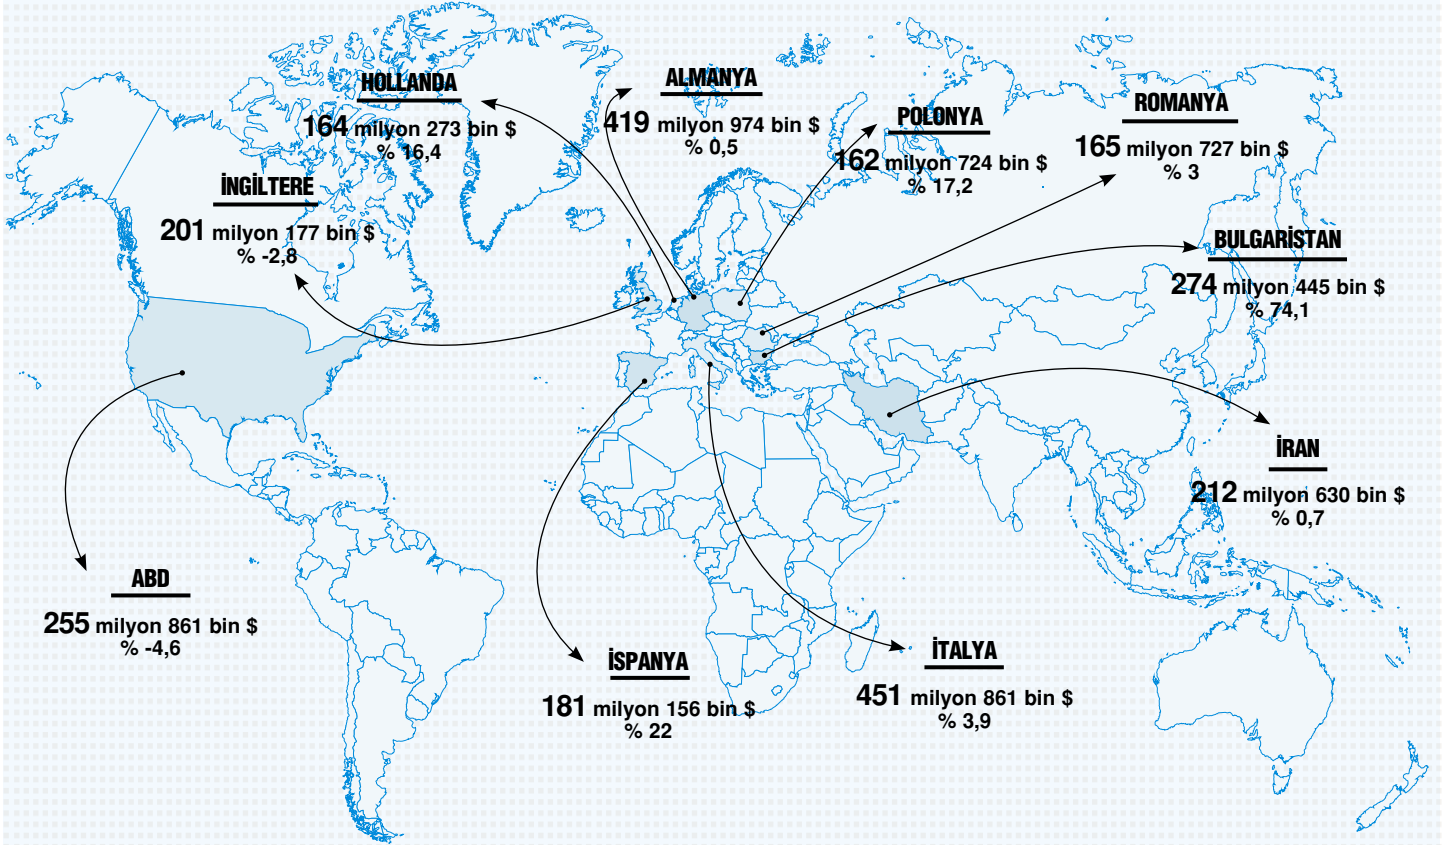 HOLLANDA
164 milyon 273 bin $
% 16,4
ALMANYA
419 milyon 974 bin $
% 0,5
POLONYA
162 milyon 724 bin $
% 17,2
ROMANYA
165 milyon 727 bin $
% 3
İNGİLTERE
201 milyon 177 bin $
% -2,8
BULGARİSTAN
274 milyon 445 bin $
% 74,1
İRAN
212 milyon 630 bin $
% 0,7
ABD
255 milyon 861 bin $
% -4,6
İSPANYA
181 milyon 156 bin $
% 22
İTALYA
451 milyon 861 bin $
% 3,9